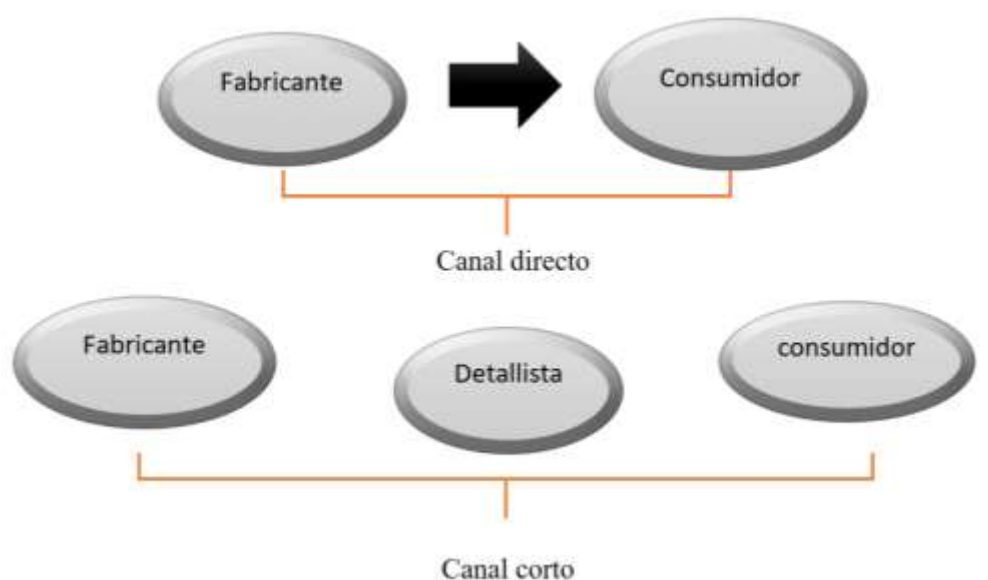 Fabricante
Consumidor
Canal directo
Fabricante
Detallista
consumidor
Canal corto